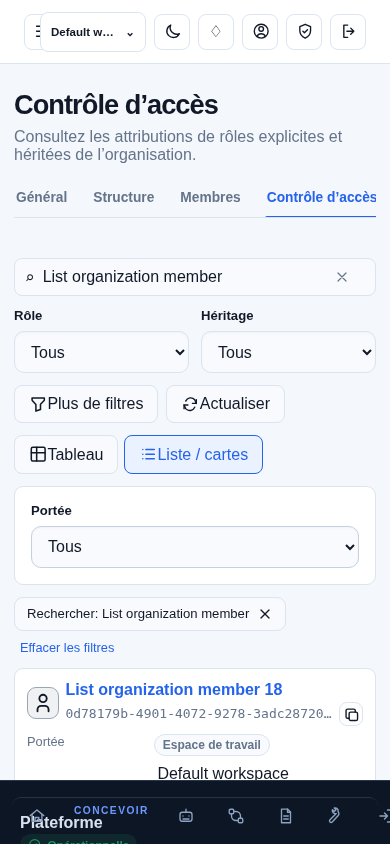 Default w…
Contrôle d’accès
Consultez les attributions de rôles explicites et
héritées de l’organisation.
Général Structure Membres Contrôle d’accès
List organization member
Rôle Héritage
Tous Tous
Plus de filtres Actualiser
Tableau Liste / cartes
Portée
Tous
Rechercher: List organization member
Effacer les filtres
List organization member 18
0d78179b-4901-4072-9278-3adc28720…
Portée Espace de travail
Default workspace
CONCEVOIR
Plateforme
Opérationnelle